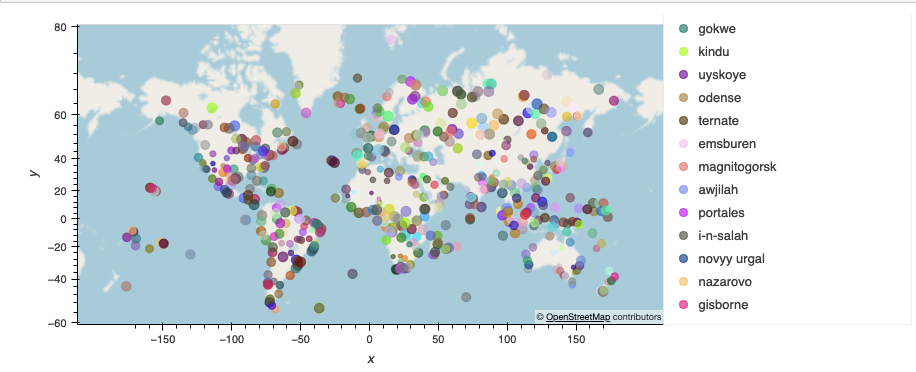 80
60
40
20
0
−20
−40
−60
y
−150
−100
−50
0
50
100
150
x
© OpenStreetMap contributors
gokwe
kindu
uyskoye
odense
ternate
emsburen
magnitogorsk
awjilah
portales
i-n-salah
novyy urgal
nazarovo
gisborne